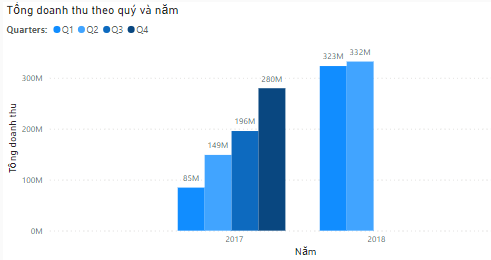 Tổng doanh thu theo quý và năm
Quarters: Q1 Q2 Q3 Q4
Tổng doanh thu
300M
200M
100M
0M
85M
149M
196M
280M
323M
332M
2017
2018
Năm